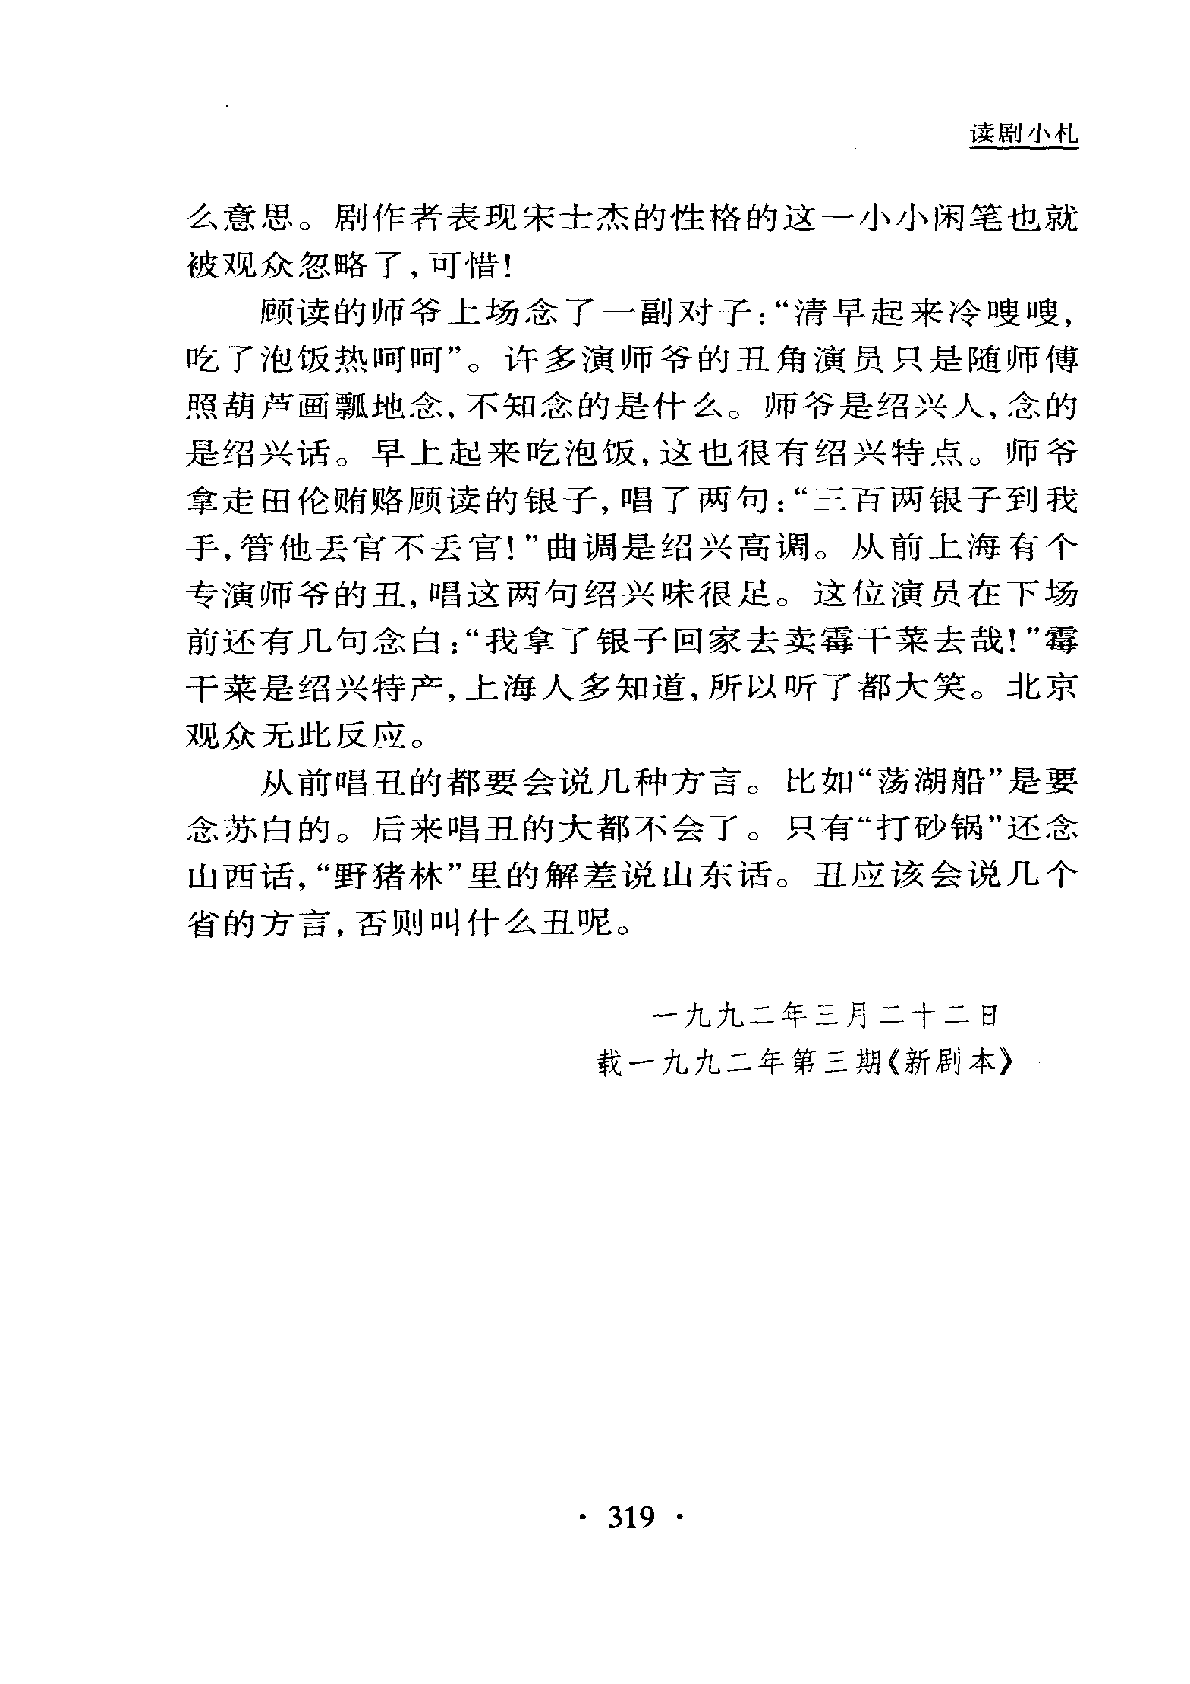 读剧小札
么意思。剧作者表现宋士杰的性格的这一小小闲笔也就
被观众忽略了，可惜！
顾读的师爷上场念了一副对子：“清早起来冷嗖嗖，
吃了泡饭热呵呵”。许多演师爷的丑角演员只是随师傅
照葫芦画瓢地念，不知念的是什么。师爷是绍兴人，念的
是绍兴话。早上起来吃泡饭，这也很有绍兴特点。师爷
拿走田伦贿赂顾读的银子，唱了两句：“三百两银子到我
手，管他丢官不丢官！”曲调是绍兴高调。从前上海有个
专演师爷的丑，唱这两句绍兴味很足。这位演员在下场
前还有几句念白：“我拿了银子回家去卖霉干菜去哉！”霉
干菜是绍兴特产，上海人多知道，所以听了都大笑。北京
观众无此反应。
从前唱丑的都要会说几种方言。比如“荡湖船”是要
念苏白的。后来唱丑的大都不会了。只有“打砂锅”还念
山西话，“野猪林”里的解差说山东话。丑应该会说几个
省的方言，否则叫什么丑呢。
一九九二年三月二十二日
载一九九二年第三期《新剧本》
· 319 ·